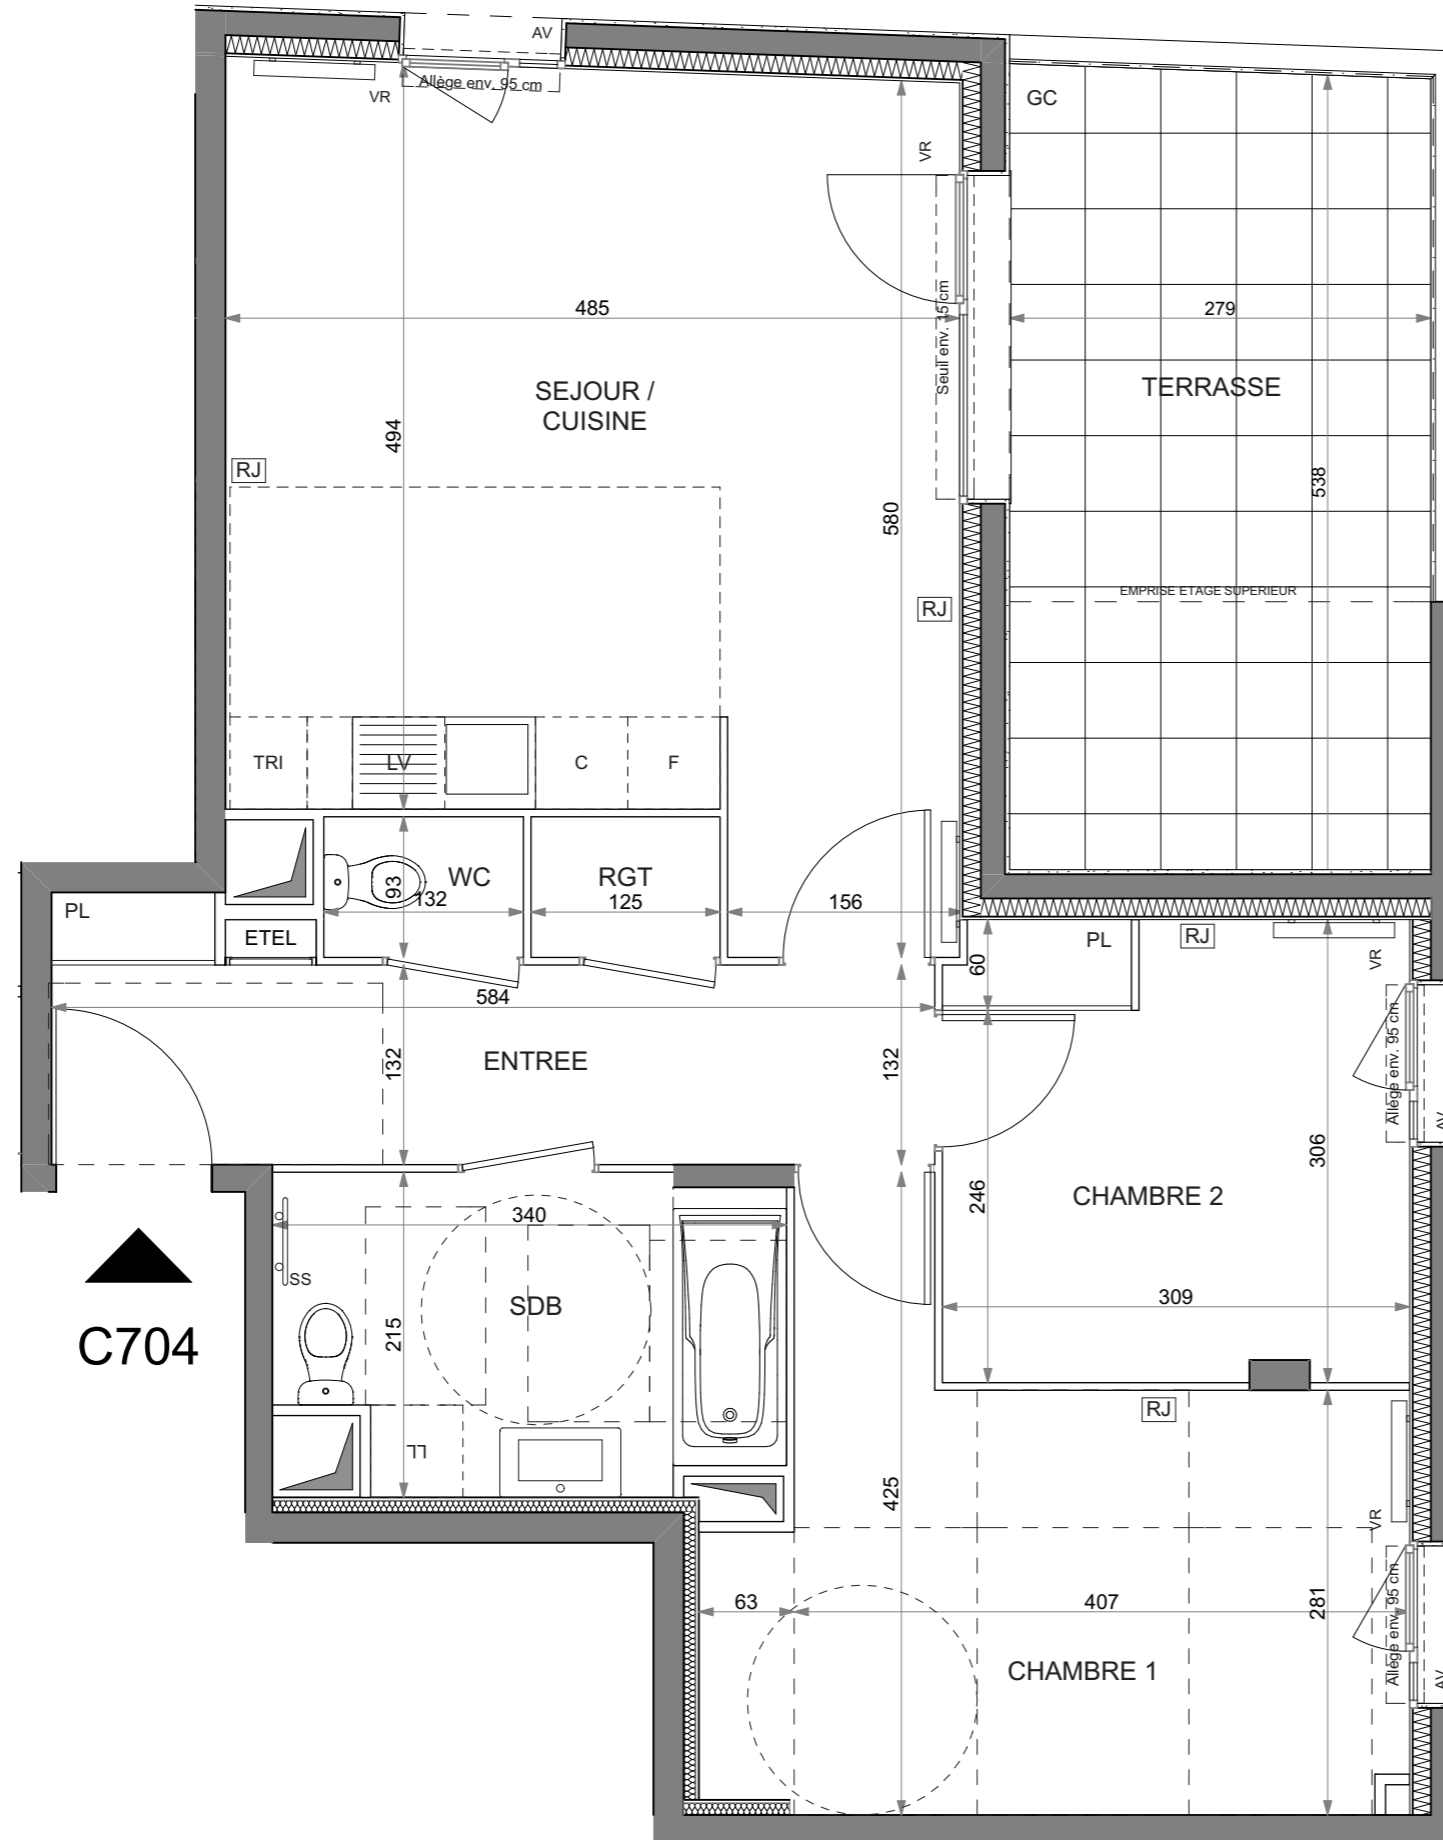 AV
Allège env. 95 cm
VR
GC
VR
485
279
Seuil env. 15 cm
SEJOUR /
CUISINE
TERRASSE
494
RJ
538
580
EMPRISE ETAGE SUPERIEUR
RJ
TRI
LV
C
F
WC
RGT
93
132
125
156
PL
ETEL
PL
RJ
VR
60
584
ENTREE
132
132
Allège env. 95 cm
AV
306
CHAMBRE 2
246
340
SS
SDB
309
C704
215
RJ
LL
425
VR
63
407
281
Allège env. 95 cm
CHAMBRE 1
AV